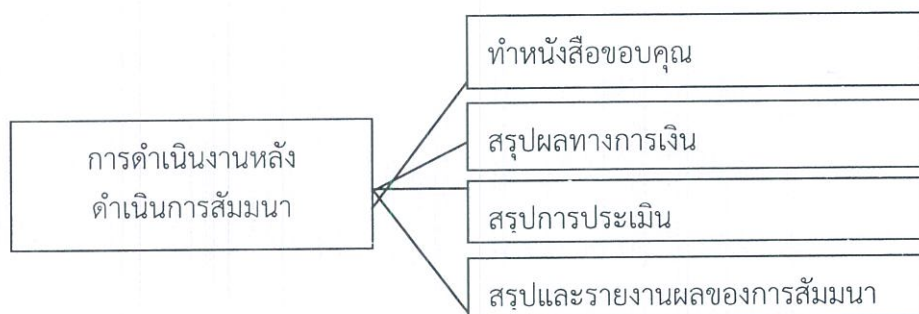 ทำหนังสือขอบคุณ
สรุปผลทางการเงิน
การดำเนินงานหลัง
ดำเนินการสัมมนา
สรุปการประเมิน
สรุปและรายงานผลของการสัมมนา